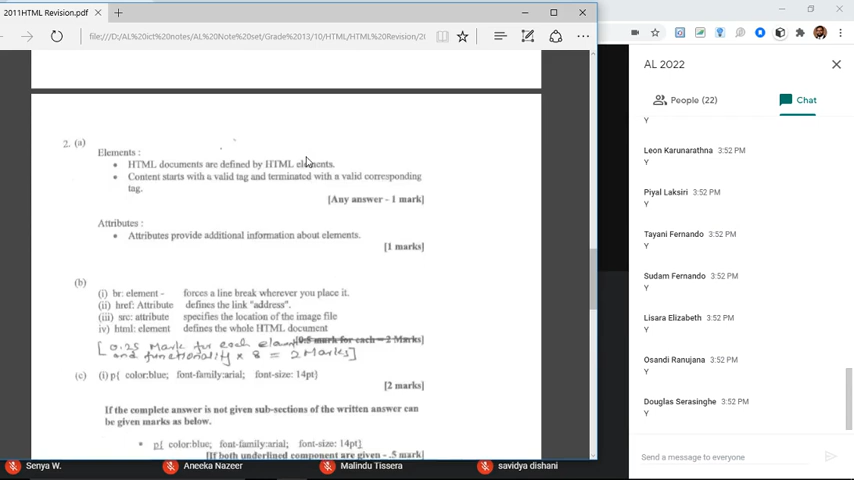 2011HTML Revision.pdf
file:///D:/AL%20ict%20notes/AL%20Note%20set/Grade%2013/10/HTML/HTML%20Revision/20
2. (a)
Elements :
• HTML documents are defined by HTML elements.
• Content starts with a valid tag and terminated with a valid corresponding
tag.
[Any answer - 1 mark]
Attributes :
• Attributes provide additional information about elements.
[1 marks]
(b)
(i) br: element - forces a line break wherever you place it.
(ii) href: Attribute defines the link "address".
(iii) src: attribute specifies the location of the image file
iv) html: element defines the whole HTML document
[0.5 mark for each = 2 Marks]
[ 0.25 Mark for each element
and functionality × 8 = 2 Marks]
(c) (i) p{ color:blue; font-family:arial; font-size: 14pt}
[2 marks]
If the complete answer is not given sub-sections of the written answer can
be given marks as below.
• p{ color:blue; font-family:arial; font-size: 14pt}
[If both underlined component are given - .5 mark]
AL 2022
People (22)
Chat
Y
Leon Karunarathna 3:52 PM
Y
Piyal Laksiri 3:52 PM
Y
Tayani Fernando 3:52 PM
Y
Sudam Fernando 3:52 PM
Y
Lisara Elizabeth 3:52 PM
Y
Osandi Ranujana 3:52 PM
Y
Douglas Serasinghe 3:52 PM
Y
Send a message to everyone
Senya W.
Aneeka Nazeer
Malindu Tissera
savidya dishani